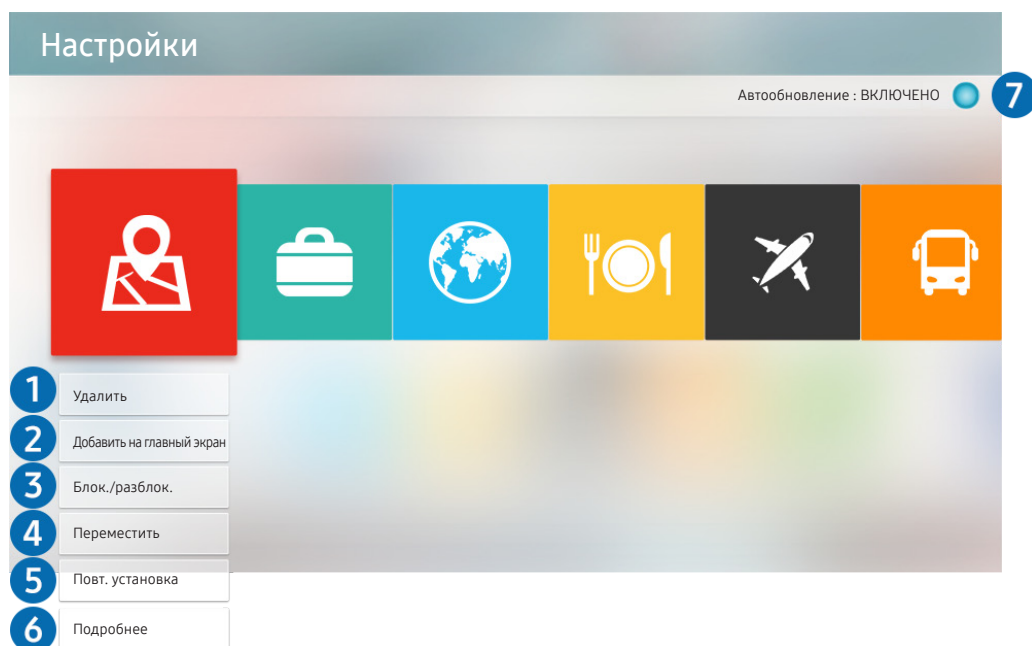 Настройки
Автообновление : ВКЛЮЧЕНО
7
1
Удалить
2
Добавить на главный экран
3
Блок./разблок.
4
Переместить
5
Повт. установка
6
Подробнее